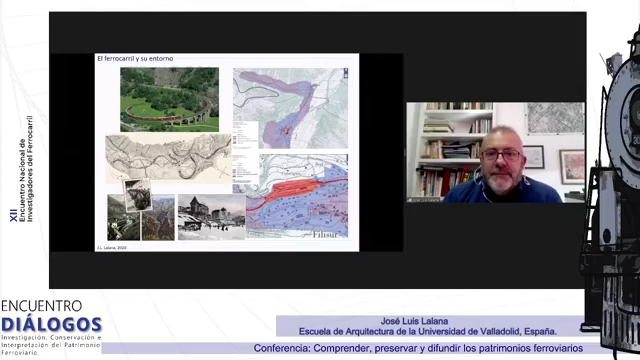 XII
Encuentro Nacional de
Investigadores del Ferrocarril
El ferrocarril y su entorno
Filisur
J.L. Lalana, 2020
ENCUENTRO
DIÁLOGOS
Investigación, Conservación e
Interpretación del Patrimonio
Ferroviario.
José Luis Lalana
Escuela de Arquitectura de la Universidad de Valladolid, España.
Conferencia: Comprender, preservar y difundir los patrimonios ferroviarios